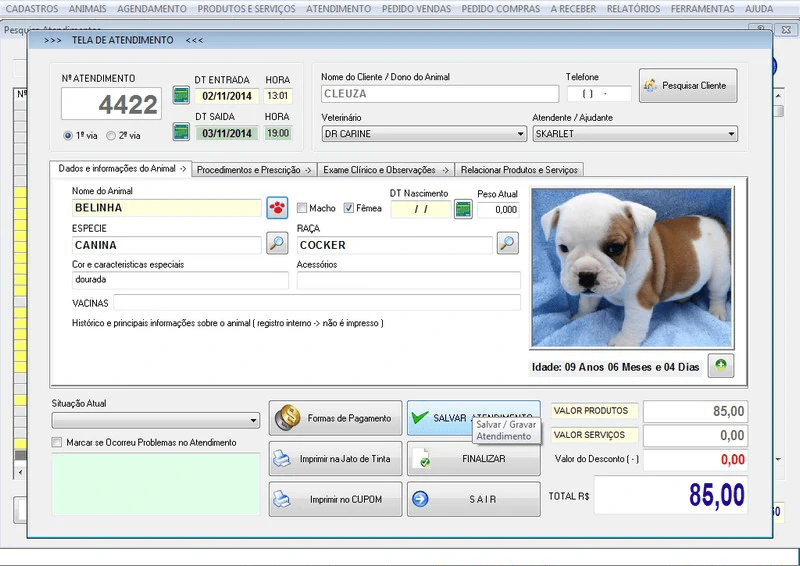 CADASTROS ANIMAIS AGENDAMENTO PRODUTOS E SERVIÇOS ATENDIMENTO PEDIDO VENDAS PEDIDO COMPRAS A RECEBER RELATÓRIOS FERRAMENTAS AJUDA
>>> TELA DE ATENDIMENTO <<<
Nº ATENDIMENTO
4422
1ª via 2ª via
DT ENTRADA HORA
02/11/2014 13:01
DT SAIDA HORA
03/11/2014 19:00
Nome do Cliente / Dono do Animal Telefone
CLEUZA ( ) -
Pesquisar Cliente
Veterinário Atendente / Ajudante
DR CARINE SKARLET
Dados e informações do Animal -> Procedimentos e Prescrição -> Exame Clínico e Observações -> Relacionar Produtos e Serviços
Nome do Animal DT Nascimento Peso Atual
BELINHA Macho Fêmea / / 0,000
ESPECIE RAÇA
CANINA COCKER
Cor e caracteristicas especiais Acessórios
dourada
VACINAS
Histórico e principais informações sobre o animal ( registro interno -> não é impresso )
Idade: 09 Anos 06 Meses e 04 Dias
Situação Atual
Marcar se Ocorreu Problemas no Atendimento
Formas de Pagamento
SALVAR ATENDIMENTO
Salvar / Gravar
Atendimento
Imprimir na Jato de Tinta
FINALIZAR
Imprimir no CUPOM
S A I R
VALOR PRODUTOS 85,00
VALOR SERVIÇOS 0,00
Valor do Desconto ( - ) 0,00
TOTAL R$ 85,00